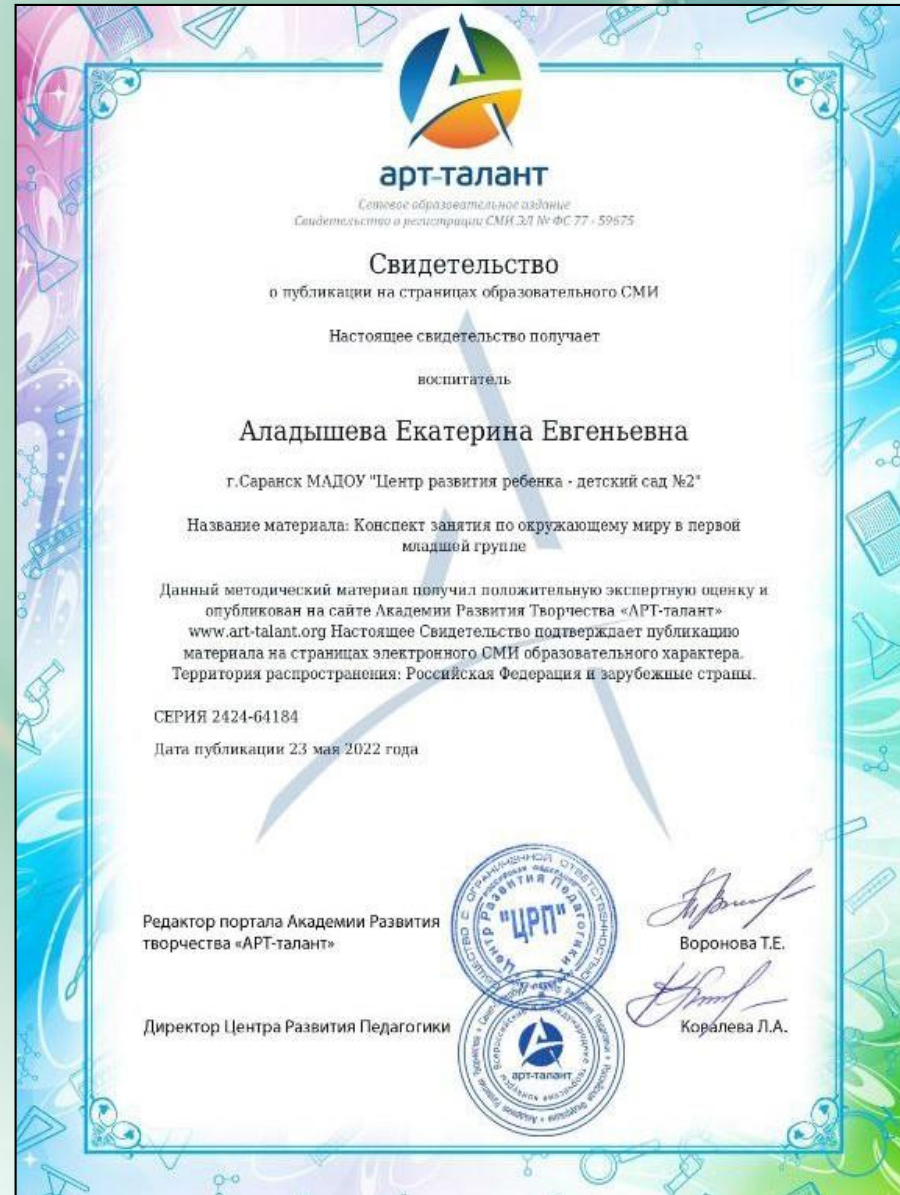 арт-талант
Сетевое образовательное издание
Свидетельство о регистрации СМИ ЭЛ № ФС 77 - 59675
Свидетельство
о публикации на страницах образовательного СМИ
Настоящее свидетельство получает
воспитатель
Аладышева Екатерина Евгеньевна
г.Саранск МАДОУ "Центр развития ребенка - детский сад №2"
Название материала: Конспект занятия по окружающему миру в первой
младшей группе
Данный методический материал получил положительную экспертную оценку и
опубликован на сайте Академии Развития Творчества «АРТ-талант»
www.art-talant.org Настоящее Свидетельство подтверждает публикацию
материала на страницах электронного СМИ образовательного характера.
Территория распространения: Российская Федерация и зарубежные страны.
СЕРИЯ 2424-64184
Дата публикации 23 мая 2022 года
Редактор портала Академии Развития
творчества «АРТ-талант»
Воронова Т.Е.
Директор Центра Развития Педагогики
Ковалева Л.А.
ОБЩЕСТВО С ОГРАНИЧЕННОЙ ОТВЕТСТВЕННОСТЬЮ
Центр Развития Педагогики
"ЦРП"
арт-талант